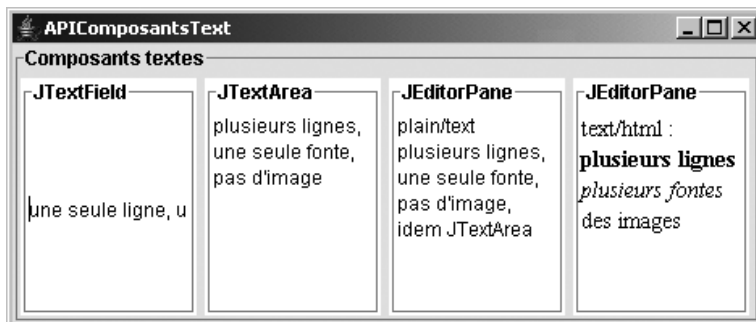 APIComposantsText
Composants textes
JTextField
une seule ligne, u
JTextArea
plusieurs lignes,
une seule fonte,
pas d'image
JEditorPane
plain/text
plusieurs lignes,
une seule fonte,
pas d'image,
idem JTextArea
JEditorPane
text/html :
plusieurs lignes
plusieurs fontes
des images